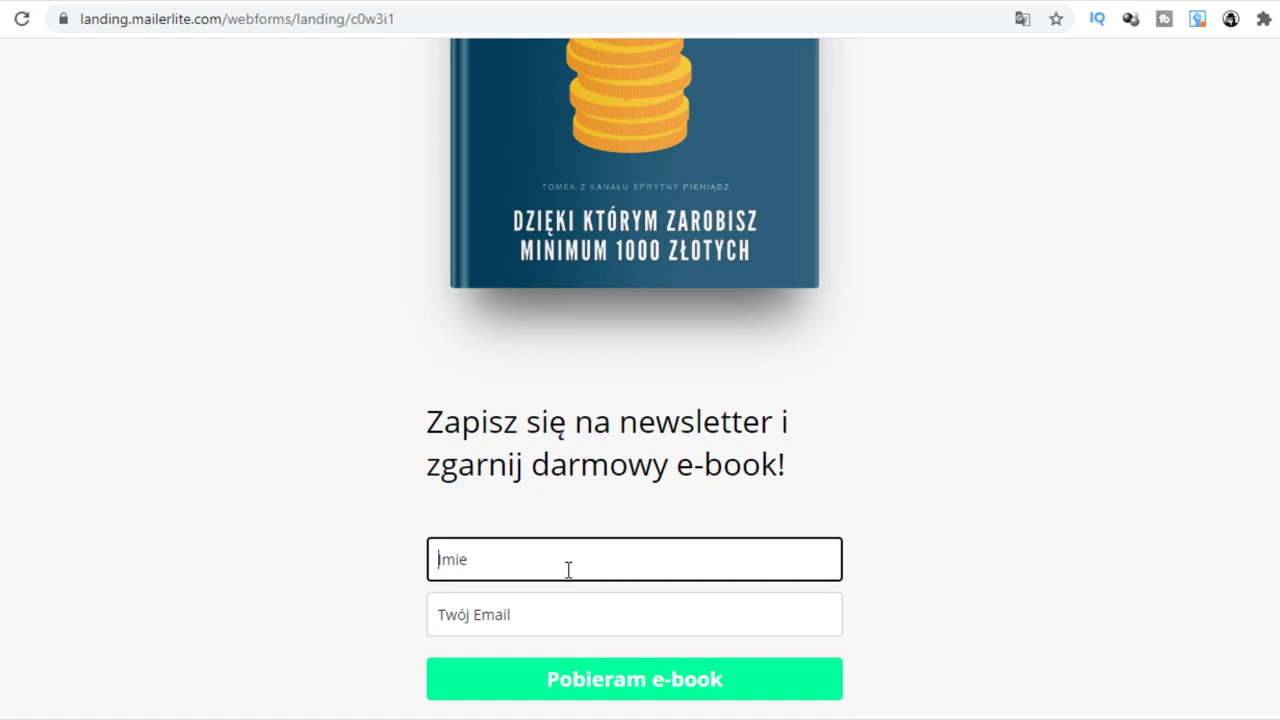 landing.mailerlite.com/webforms/landing/c0w3i1
IQ
TOMEK Z KANAŁU SPRYTNY PIENIĄDZ
DZIĘKI KTÓRYM ZAROBISZ
MINIMUM 1000 ZŁOTYCH
Zapisz się na newsletter i
zgarnij darmowy e-book!
Imie
Twój Email
Pobieram e-book